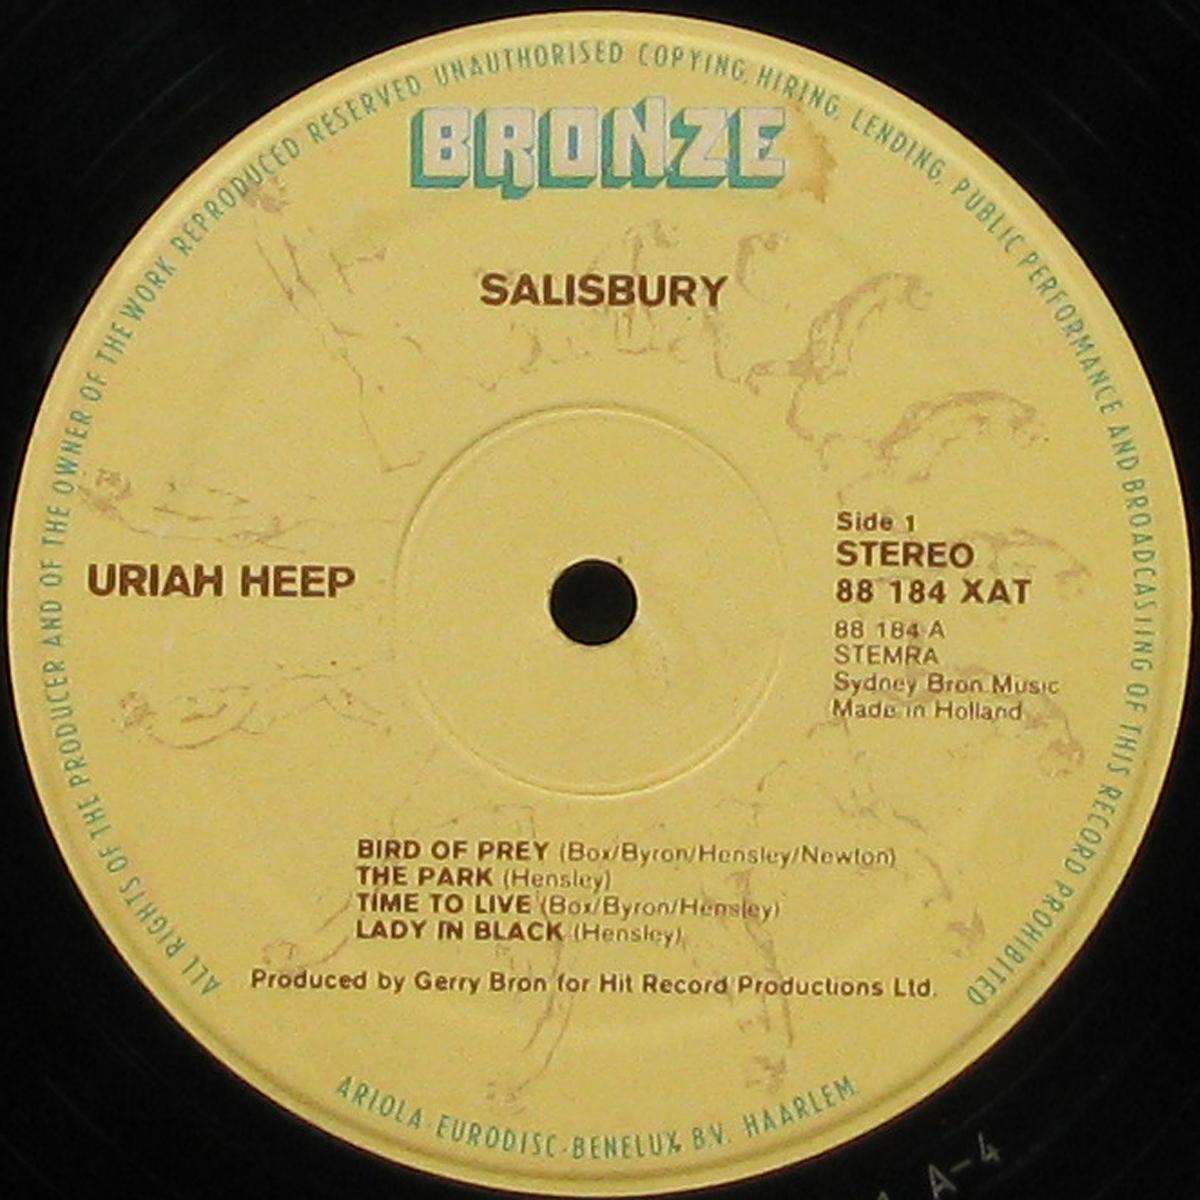 ALL RIGHTS OF THE PRODUCER AND OF THE OWNER OF THE WORK REPRODUCED RESERVED UNAUTHORISED COPYING, HIRING, LENDING, PUBLIC PERFORMANCE AND BROADCASTING OF THIS RECORD PROHIBITED
BRONZE
SALISBURY
URIAH HEEP
Side 1
STEREO
88 184 XAT
88 184 A
STEMRA
Sydney Bron Music
Made in Holland
BIRD OF PREY (Box/Byron/Hensley/Newton)
THE PARK (Hensley)
TIME TO LIVE (Box/Byron/Hensley)
LADY IN BLACK (Hensley)
Produced by Gerry Bron for Hit Record Productions Ltd.
ARIOLA EURODISC-BENELUX B.V. HAARLEM
A-4